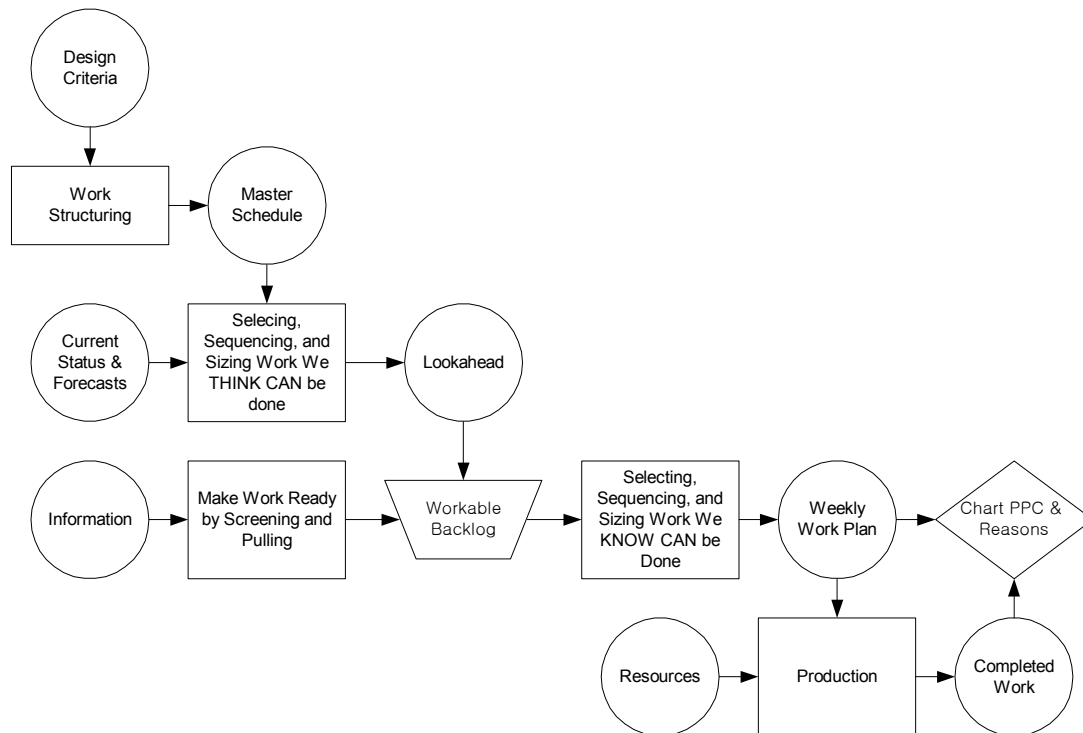 Design
Criteria
Work
Structuring
Master
Schedule
Current
Status &
Forecasts
Selecing,
Sequencing, and
Sizing Work We
THINK CAN be
done
Lookahead
Information
Make Work Ready
by Screening and
Pulling
Workable
Backlog
Selecting,
Sequencing, and
Sizing Work We
KNOW CAN be
Done
Weekly
Work Plan
Chart PPC &
Reasons
Resources
Production
Completed
Work